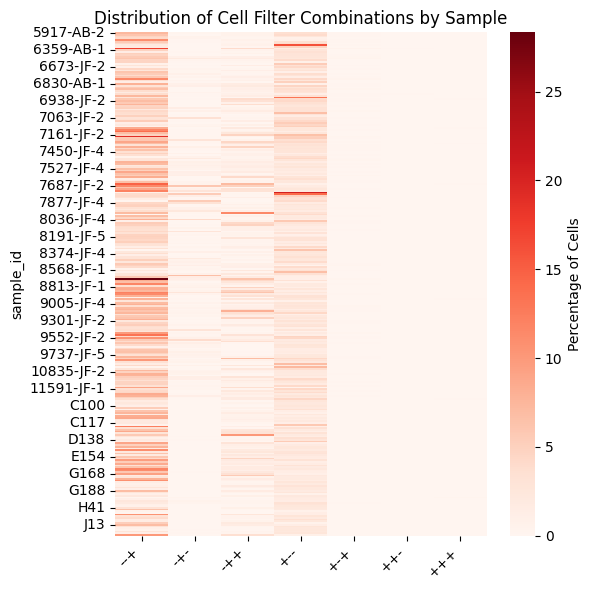 Distribution of Cell Filter Combinations by Sample
sample_id
5917-AB-2
6359-AB-1
6673-JF-2
6830-AB-1
6938-JF-2
7063-JF-2
7161-JF-2
7450-JF-4
7527-JF-4
7687-JF-2
7877-JF-4
8036-JF-4
8191-JF-5
8374-JF-4
8568-JF-1
8813-JF-1
9005-JF-4
9301-JF-2
9552-JF-2
9737-JF-5
10835-JF-2
11591-JF-1
C100
C117
D138
E154
G168
G188
H41
J13
--+
-+-
-++
+--
+-+
++-
+++
25
20
15
10
5
0
Percentage of Cells